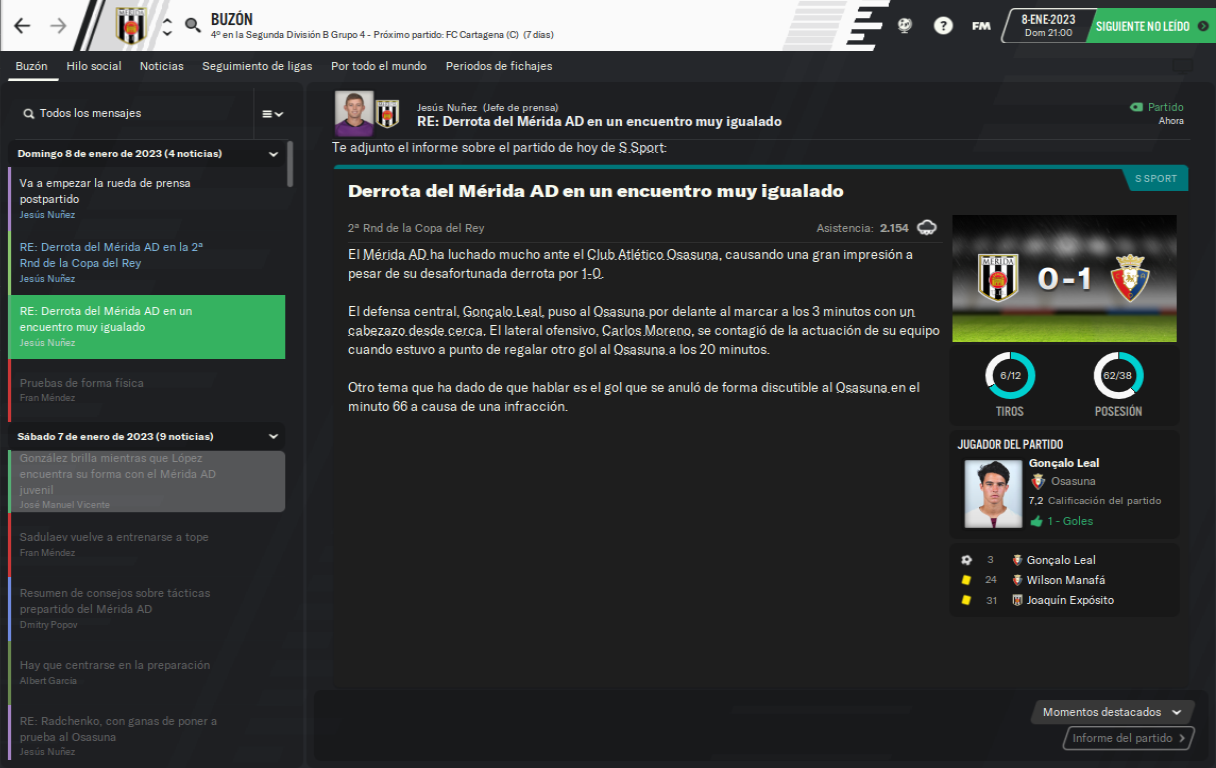 BUZÓN
4º en la Segunda División B Grupo 4 - Próximo partido: FC Cartagena (C) (7 días)
?
FM
8-ENE-2023
Dom 21:00
SIGUIENTE NO LEÍDO
Buzón Hilo social Noticias Seguimiento de ligas Por todo el mundo Periodos de fichajes
Todos los mensajes
Domingo 8 de enero de 2023 (4 noticias)
Va a empezar la rueda de prensa
postpartido
Jesús Nuñez
RE: Derrota del Mérida AD en la 2ª
Rnd de la Copa del Rey
Jesús Nuñez
RE: Derrota del Mérida AD en un
encuentro muy igualado
Jesús Nuñez
Pruebas de forma física
Fran Méndez
Sábado 7 de enero de 2023 (9 noticias)
González brilla mientras que López
encuentra su forma con el Mérida AD
juvenil
José Manuel Vicente
Sadulaev vuelve a entrenarse a tope
Fran Méndez
Resumen de consejos sobre tácticas
prepartido del Mérida AD
Dmitry Popov
Hay que centrarse en la preparación
Albert García
RE: Radchenko, con ganas de poner a
prueba al Osasuna
Jesús Nuñez
Jesús Nuñez (Jefe de prensa)
RE: Derrota del Mérida AD en un encuentro muy igualado
Partido
Ahora
Te adjunto el informe sobre el partido de hoy de S Sport:
S SPORT
Derrota del Mérida AD en un encuentro muy igualado
2ª Rnd de la Copa del Rey
Asistencia: 2.154
El Mérida AD ha luchado mucho ante el Club Atlético Osasuna, causando una gran impresión a
pesar de su desafortunada derrota por 1-0.
El defensa central, Gonçalo Leal, puso al Osasuna por delante al marcar a los 3 minutos con un
cabezazo desde cerca. El lateral ofensivo, Carlos Moreno, se contagió de la actuación de su equipo
cuando estuvo a punto de regalar otro gol al Osasuna a los 20 minutos.
Otro tema que ha dado de que hablar es el gol que se anuló de forma discutible al Osasuna en el
minuto 66 a causa de una infracción.
MÉRIDA
0-1
6/12
62/38
TIROS
POSESIÓN
JUGADOR DEL PARTIDO
Gonçalo Leal
Osasuna
7,2 Calificación del partido
1 - Goles
3 Gonçalo Leal
24 Wilson Manafá
31 Joaquín Expósito
Momentos destacados
Informe del partido